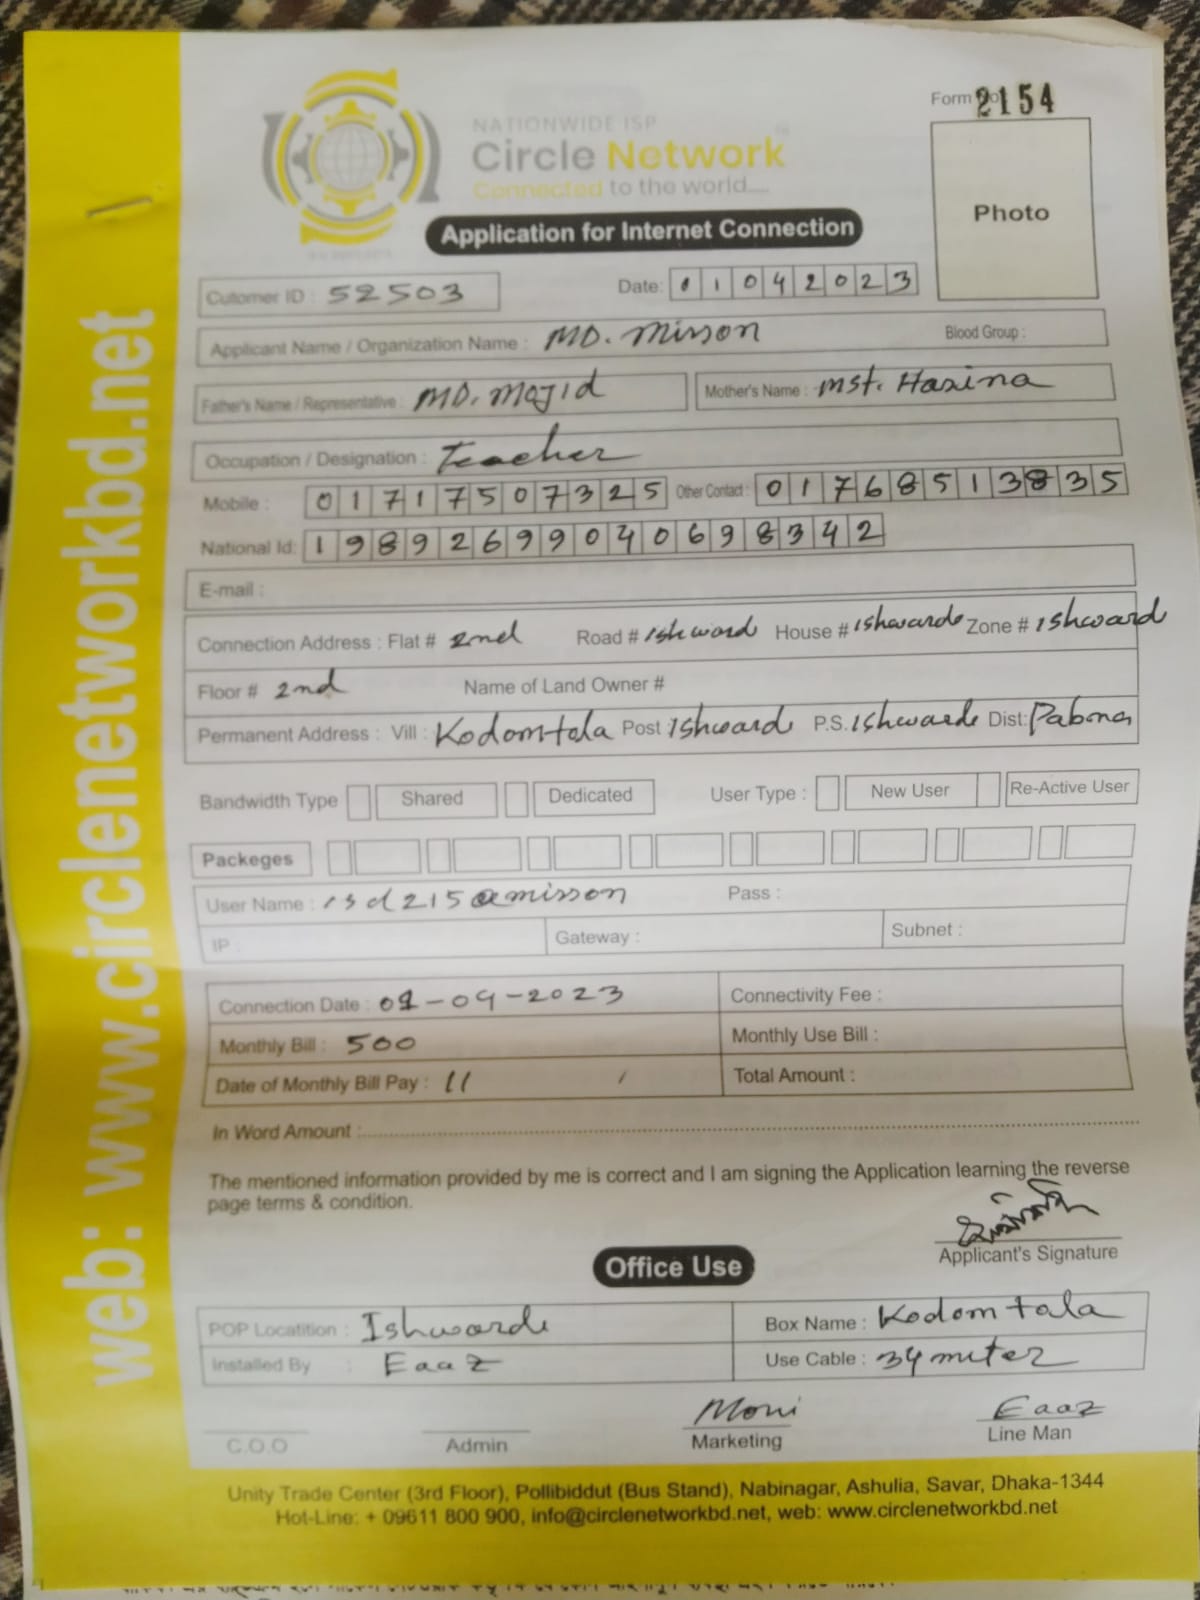 Form No 2154
NATIONWIDE ISP
Circle Network
Connected to the world....
Photo
Application for Internet Connection
Cutomer ID : 52503 Date: 01042023
Applicant Name / Organization Name : MD. Misson Blood Group :
Father's Name / Representative : MD. Majid Mother's Name : Mst. Hasina
Occupation / Designation : Teacher
Mobile : 01717507325 Other Contact : 01768513835
National Id: 19892699040698342
E-mail :
Connection Address : Flat # 2nd Road # Ishwardi House # Ishwardi Zone # Ishwardi
Floor # 2nd Name of Land Owner #
Permanent Address : Vill : Kodomtola Post Ishwardi P.S. Ishwardi Dist: Pabna
Bandwidth Type Shared Dedicated User Type : New User Re-Active User
Packeges
User Name : isd215@misson Pass :
IP : Gateway : Subnet :
Connection Date : 01-04-2023 Connectivity Fee :
Monthly Bill : 500 Monthly Use Bill :
Date of Monthly Bill Pay : 11 Total Amount :
In Word Amount :
The mentioned information provided by me is correct and I am signing the Application learning the reverse
page terms & condition.
Applicant's Signature
Office Use
POP Locatition : Ishwardi Box Name : Kodomtala
Installed By : Eaaz Use Cable : 34 miter
Moni Eaaz
C.O.O Admin Marketing Line Man
Unity Trade Center (3rd Floor), Pollibiddut (Bus Stand), Nabinagar, Ashulia, Savar, Dhaka-1344
Hot-Line: + 09611 800 900, info@circlenetworkbd.net, web: www.circlenetworkbd.net
web: www.circlenetworkbd.net